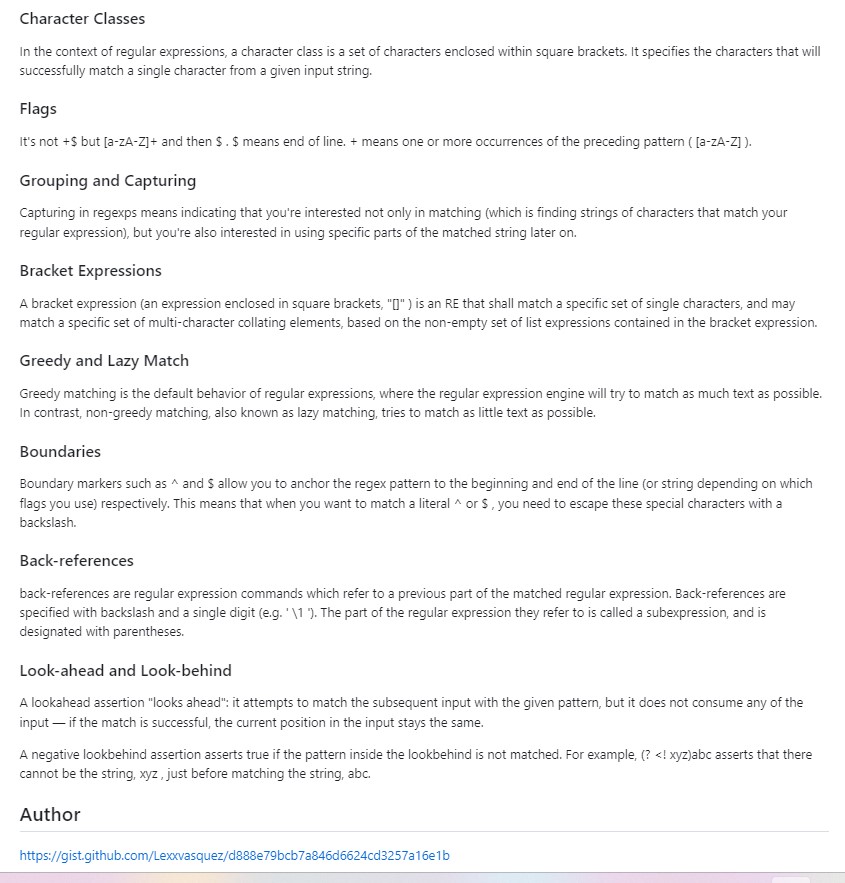 Character Classes
In the context of regular expressions, a character class is a set of characters enclosed within square brackets. It specifies the characters that will
successfully match a single character from a given input string.
Flags
It's not +$ but [a-zA-Z]+ and then $ . $ means end of line. + means one or more occurrences of the preceding pattern ( [a-zA-Z] ).
Grouping and Capturing
Capturing in regexps means indicating that you're interested not only in matching (which is finding strings of characters that match your
regular expression), but you're also interested in using specific parts of the matched string later on.
Bracket Expressions
A bracket expression (an expression enclosed in square brackets, "[]" ) is an RE that shall match a specific set of single characters, and may
match a specific set of multi-character collating elements, based on the non-empty set of list expressions contained in the bracket expression.
Greedy and Lazy Match
Greedy matching is the default behavior of regular expressions, where the regular expression engine will try to match as much text as possible.
In contrast, non-greedy matching, also known as lazy matching, tries to match as little text as possible.
Boundaries
Boundary markers such as ^ and $ allow you to anchor the regex pattern to the beginning and end of the line (or string depending on which
flags you use) respectively. This means that when you want to match a literal ^ or $ , you need to escape these special characters with a
backslash.
Back-references
back-references are regular expression commands which refer to a previous part of the matched regular expression. Back-references are
specified with backslash and a single digit (e.g. ' \1 '). The part of the regular expression they refer to is called a subexpression, and is
designated with parentheses.
Look-ahead and Look-behind
A lookahead assertion "looks ahead": it attempts to match the subsequent input with the given pattern, but it does not consume any of the
input — if the match is successful, the current position in the input stays the same.
A negative lookbehind assertion asserts true if the pattern inside the lookbehind is not matched. For example, (? <! xyz)abc asserts that there
cannot be the string, xyz , just before matching the string, abc.
Author
https://gist.github.com/Lexxvasquez/d888e79bcb7a846d6624cd3257a16e1b